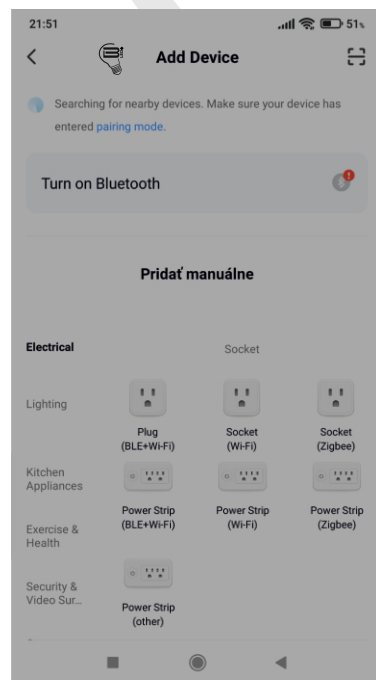 21:51
51%
Add Device
Searching for nearby devices. Make sure your device has
entered pairing mode.
Turn on Bluetooth
Pridať manuálne
Electrical
Socket
Lighting
Plug
(BLE+Wi-Fi)
Socket
(Wi-Fi)
Socket
(Zigbee)
Kitchen
Appliances
Power Strip
(BLE+Wi-Fi)
Power Strip
(Wi-Fi)
Power Strip
(Zigbee)
Exercise &
Health
Security &
Video Sur...
Power Strip
(other)